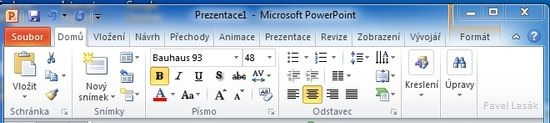 Prezentace1 - Microsoft PowerPoint
Soubor Domů Vložení Návrh Přechody Animace Prezentace Revize Zobrazení Vývojář Formát
Bauhaus 93 48
Vložit Nový snímek B I U S abc AV Kreslení Úpravy
A Aa A A
Schránka Snímky Písmo Odstavec
Pavel Lasák